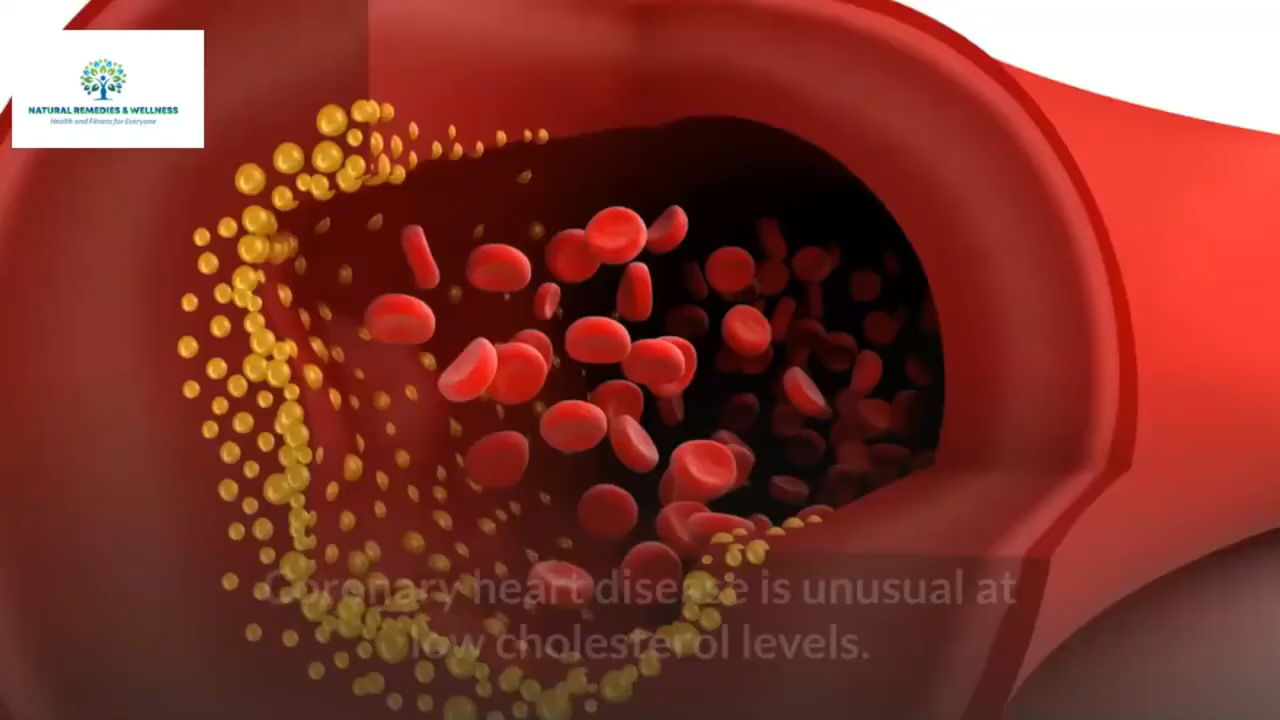 NATURAL REMEDIES & WELLNESS
Health and Fitness for Everyone
Coronary heart disease is unusual at
low cholesterol levels.